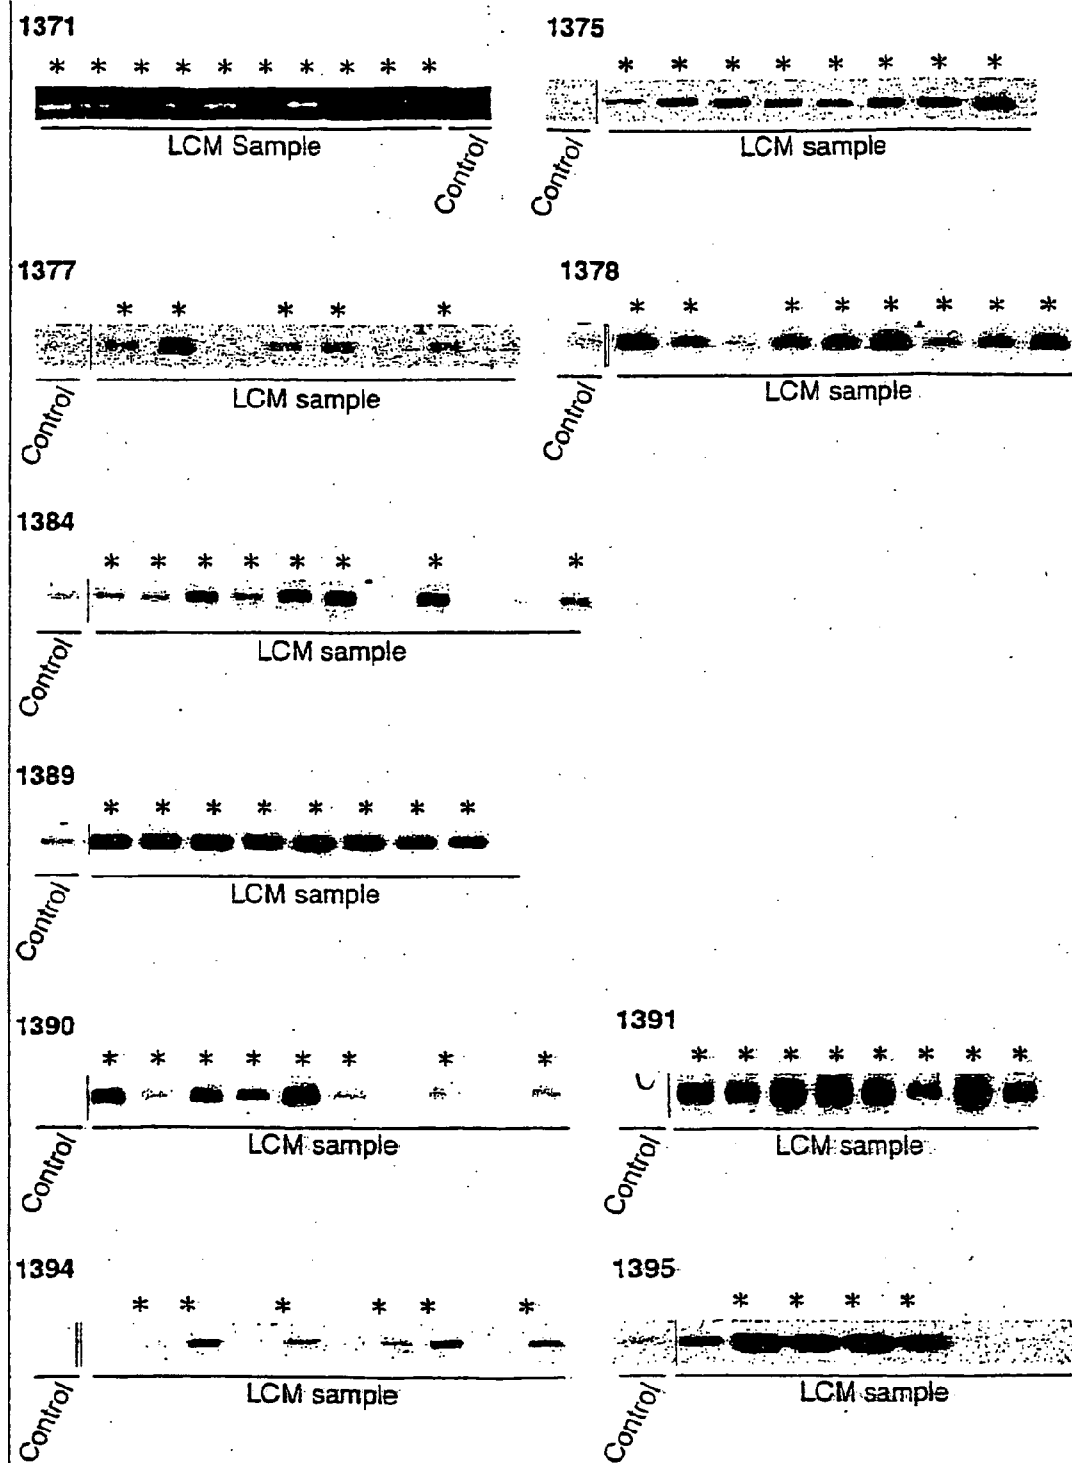 1371
* * * * * * * * * *
LCM Sample
Control
1375
* * * * * * * *
Control
LCM sample
1377
* * * * *
Control
LCM sample
1378
* * * * * * * *
Control
LCM sample
1384
* * * * * * * *
Control
LCM sample
1389
* * * * * * * *
Control
LCM sample
1390
* * * * * * * *
Control
LCM sample
1391
* * * * * * * *
Control
LCM sample
1394
* * * * * *
Control
LCM sample
1395
* * * *
Control
LCM sample